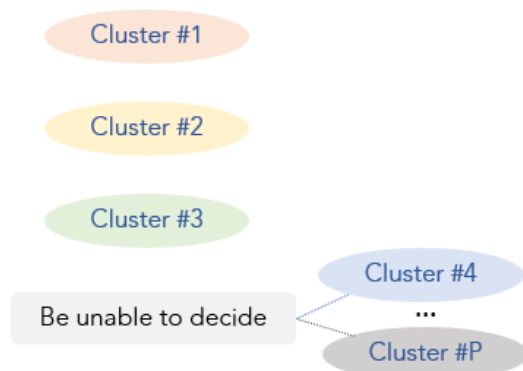 Cluster #1
Cluster #2
Cluster #3
Cluster #4
Be unable to decide
...
Cluster #P